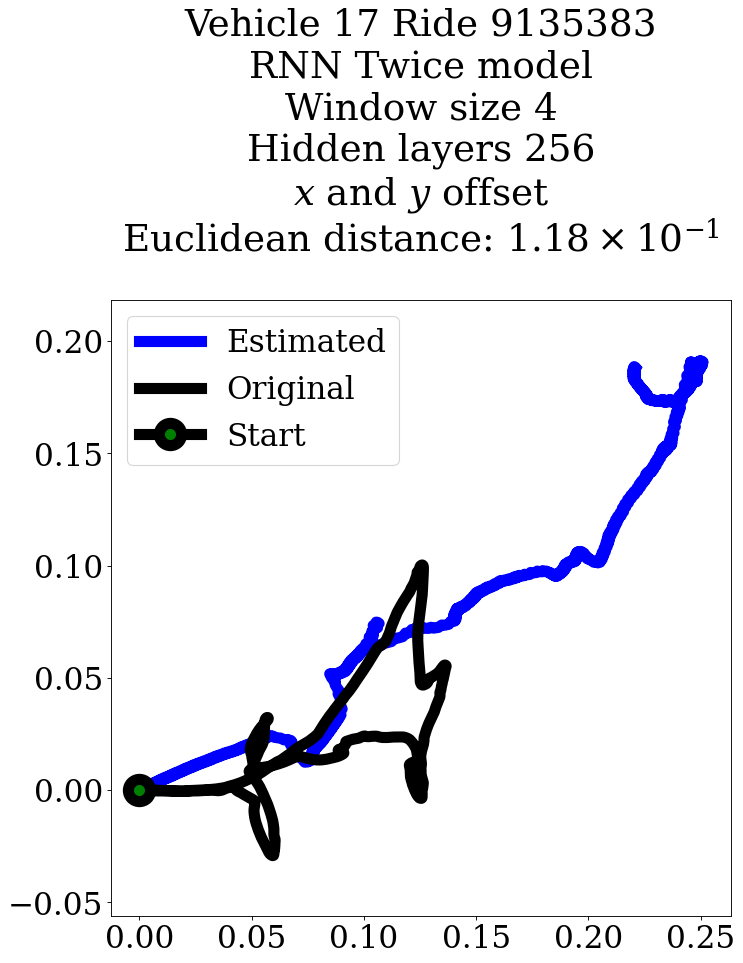 Vehicle 17 Ride 9135383
RNN Twice model
Window size 4
Hidden layers 256
x and y offset
Euclidean distance: 1.18 × 10⁻¹
Estimated
Original
Start
0.20
0.15
0.10
0.05
0.00
−0.05
0.00 0.05 0.10 0.15 0.20 0.25